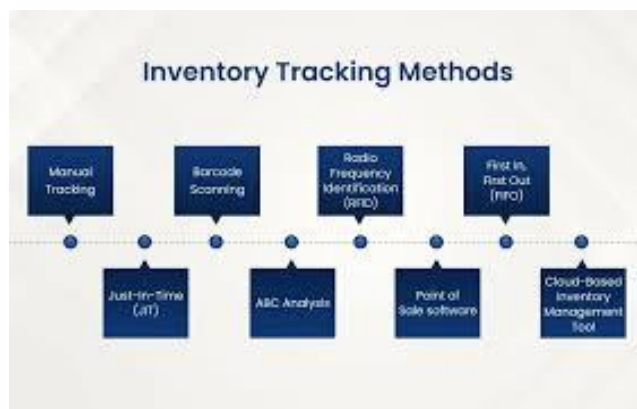 Inventory Tracking Methods
Manual
Tracking
Just-In-Time
(JIT)
Barcode
Scanning
ABC Analysis
Radio
Frequency
Identification
(RFID)
Point of
Sale software
First In,
First Out
(FIFO)
Cloud-Based
Inventory
Management
Tool